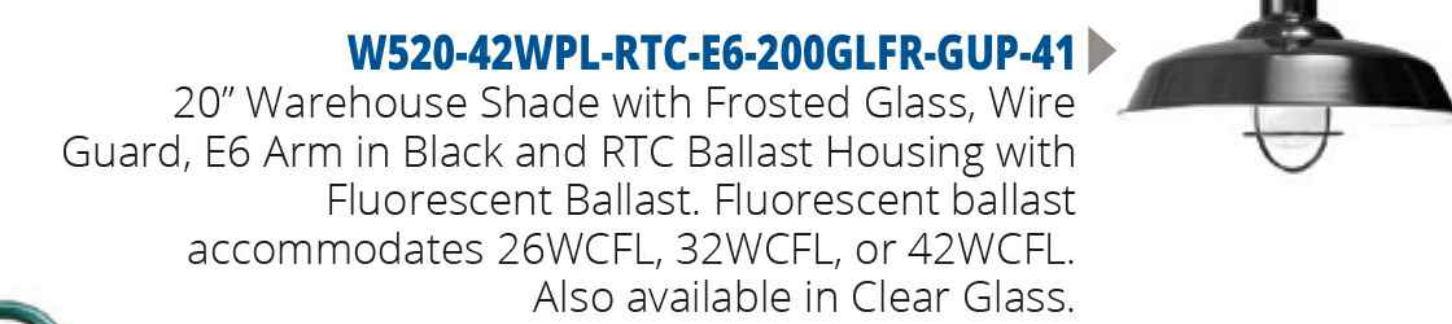 W520-42WPL-RTC-E6-200GLFR-GUP-41
20” Warehouse Shade with Frosted Glass, Wire
Guard, E6 Arm in Black and RTC Ballast Housing with
Fluorescent Ballast. Fluorescent ballast
accommodates 26WCFL, 32WCFL, or 42WCFL.
Also available in Clear Glass.